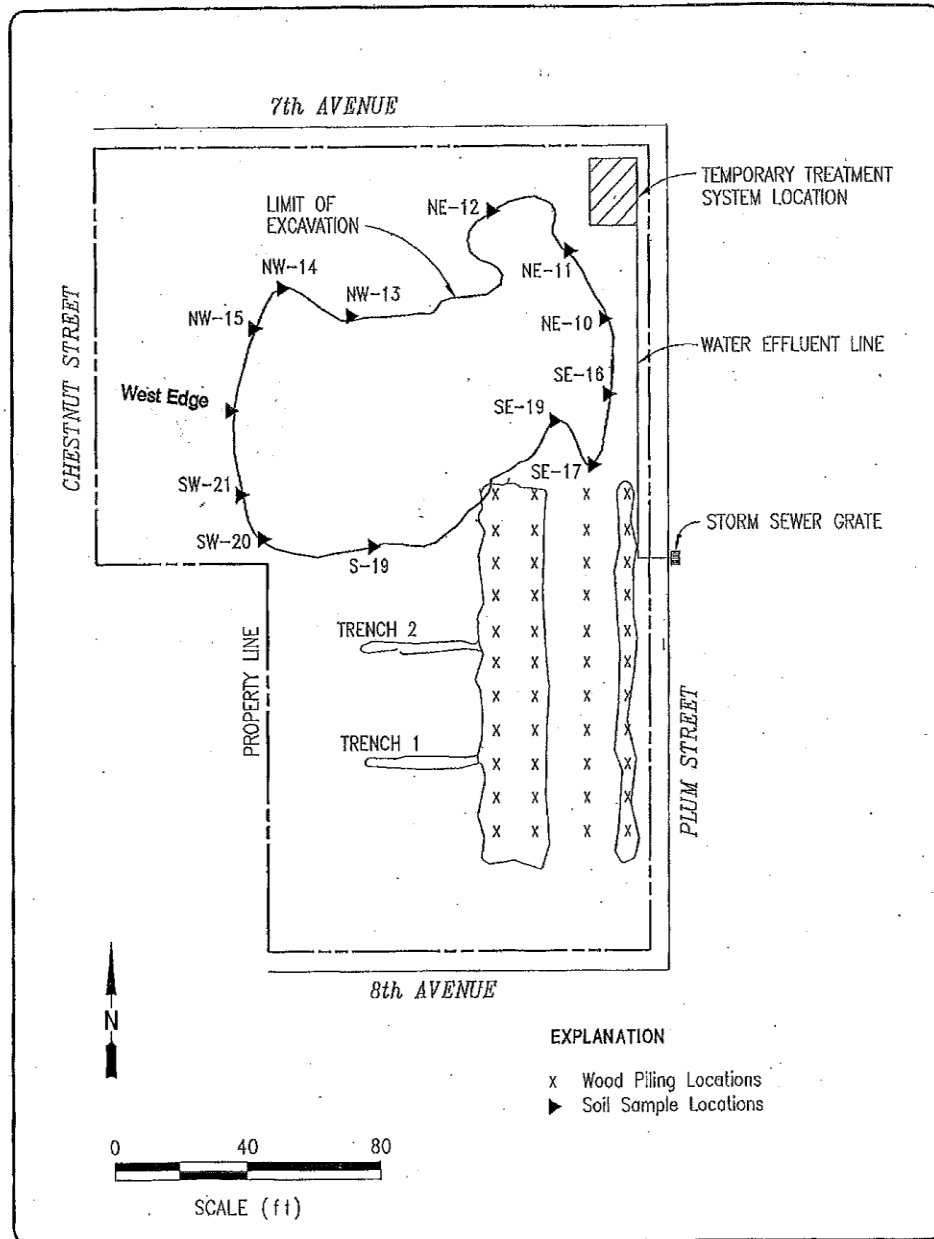 7th AVENUE
TEMPORARY TREATMENT
SYSTEM LOCATION
LIMIT OF
EXCAVATION
NE-12
NW-14
NE-11
NW-13
NW-15
NE-10
WATER EFFLUENT LINE
CHESTNUT STREET
SE-16
West Edge
SE-19
SE-17
SW-21
X X X X
X X X X
STORM SEWER GRATE
SW-20
S-19
X X X X
X X X X
TRENCH 2
X X X X
X X X X
PROPERTY LINE
X X X X
X X X X
TRENCH 1
X X X X
PLUM STREET
X X X X
X X X X
8th AVENUE
N
EXPLANATION
x Wood Piling Locations
Soil Sample Locations
0 40 80
SCALE (ft)